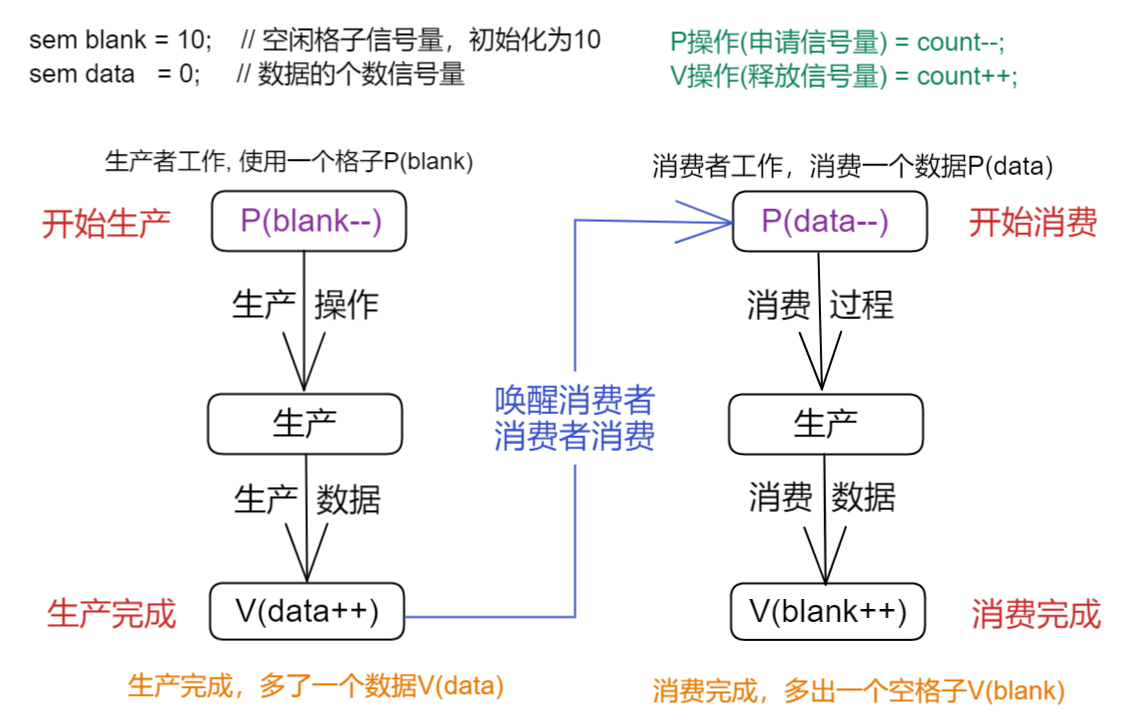 sem blank = 10; // 空闲格子信号量，初始化为10
sem data = 0; // 数据的个数信号量
P操作(申请信号量) = count--;
V操作(释放信号量) = count++;
生产者工作, 使用一个格子P(blank)
开始生产
P(blank--)
生产 操作
生产
生产 数据
生产完成
V(data++)
生产完成，多了一个数据V(data)
唤醒消费者
消费者消费
消费者工作，消费一个数据P(data)
P(data--)
开始消费
消费 过程
生产
消费 数据
V(blank++)
消费完成
消费完成，多出一个空格子V(blank)